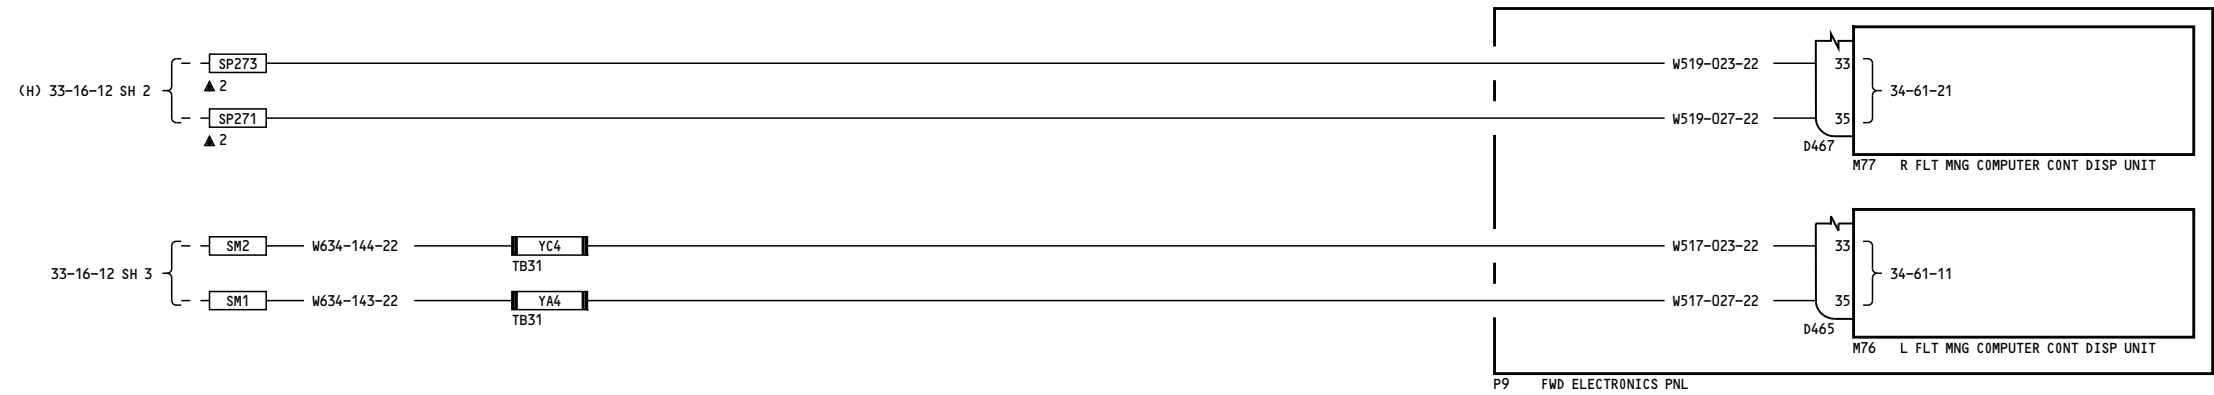 SP273 W519-023-22 33
▲ 2
(H) 33-16-12 SH 2 34-61-21
SP271 W519-027-22 35
▲ 2
D467
M77 R FLT MNG COMPUTER CONT DISP UNIT
SM2 W634-144-22 YC4 W517-023-22 33
TB31
33-16-12 SH 3 34-61-11
SM1 W634-143-22 YA4 W517-027-22 35
TB31
D465
M76 L FLT MNG COMPUTER CONT DISP UNIT
P9 FWD ELECTRONICS PNL